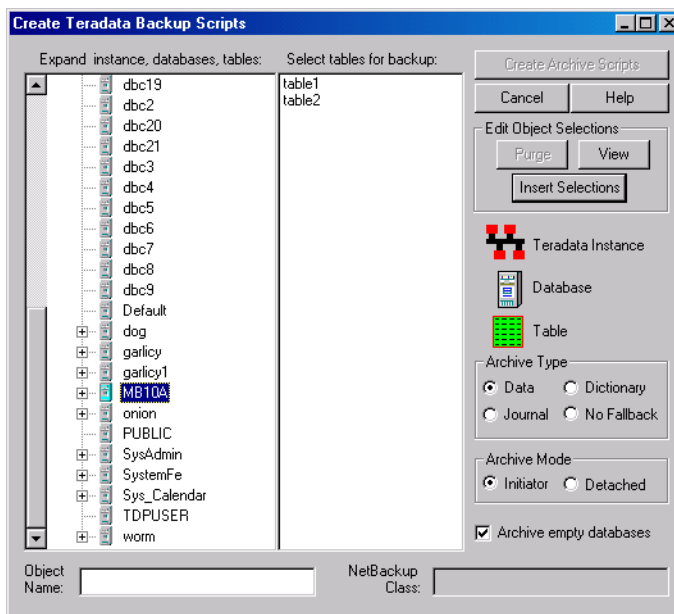 Create Teradata Backup Scripts
Expand instance, databases, tables:
dbc19
dbc2
dbc20
dbc21
dbc3
dbc4
dbc5
dbc6
dbc7
dbc8
dbc9
Default
dog
garlicy
garlicy1
MB10A
onion
PUBLIC
SysAdmin
SystemFe
Sys_Calendar
TDPUSER
worm
Select tables for backup:
table1
table2
Create Archive Scripts
Cancel
Help
Edit Object Selections
Purge
View
Insert Selections
Teradata Instance
Database
Table
Archive Type
Data
Dictionary
Journal
No Fallback
Archive Mode
Initiator
Detached
Archive empty databases
Object
Name:
NetBackup
Class: